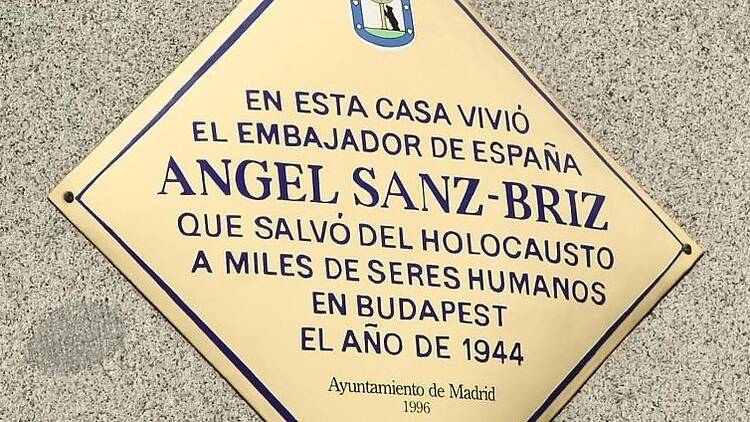 EN ESTA CASA VIVIÓ
EL EMBAJADOR DE ESPAÑA
ANGEL SANZ-BRIZ
QUE SALVÓ DEL HOLOCAUSTO
A MILES DE SERES HUMANOS
EN BUDAPEST
EL AÑO DE 1944
Ayuntamiento de Madrid
1996